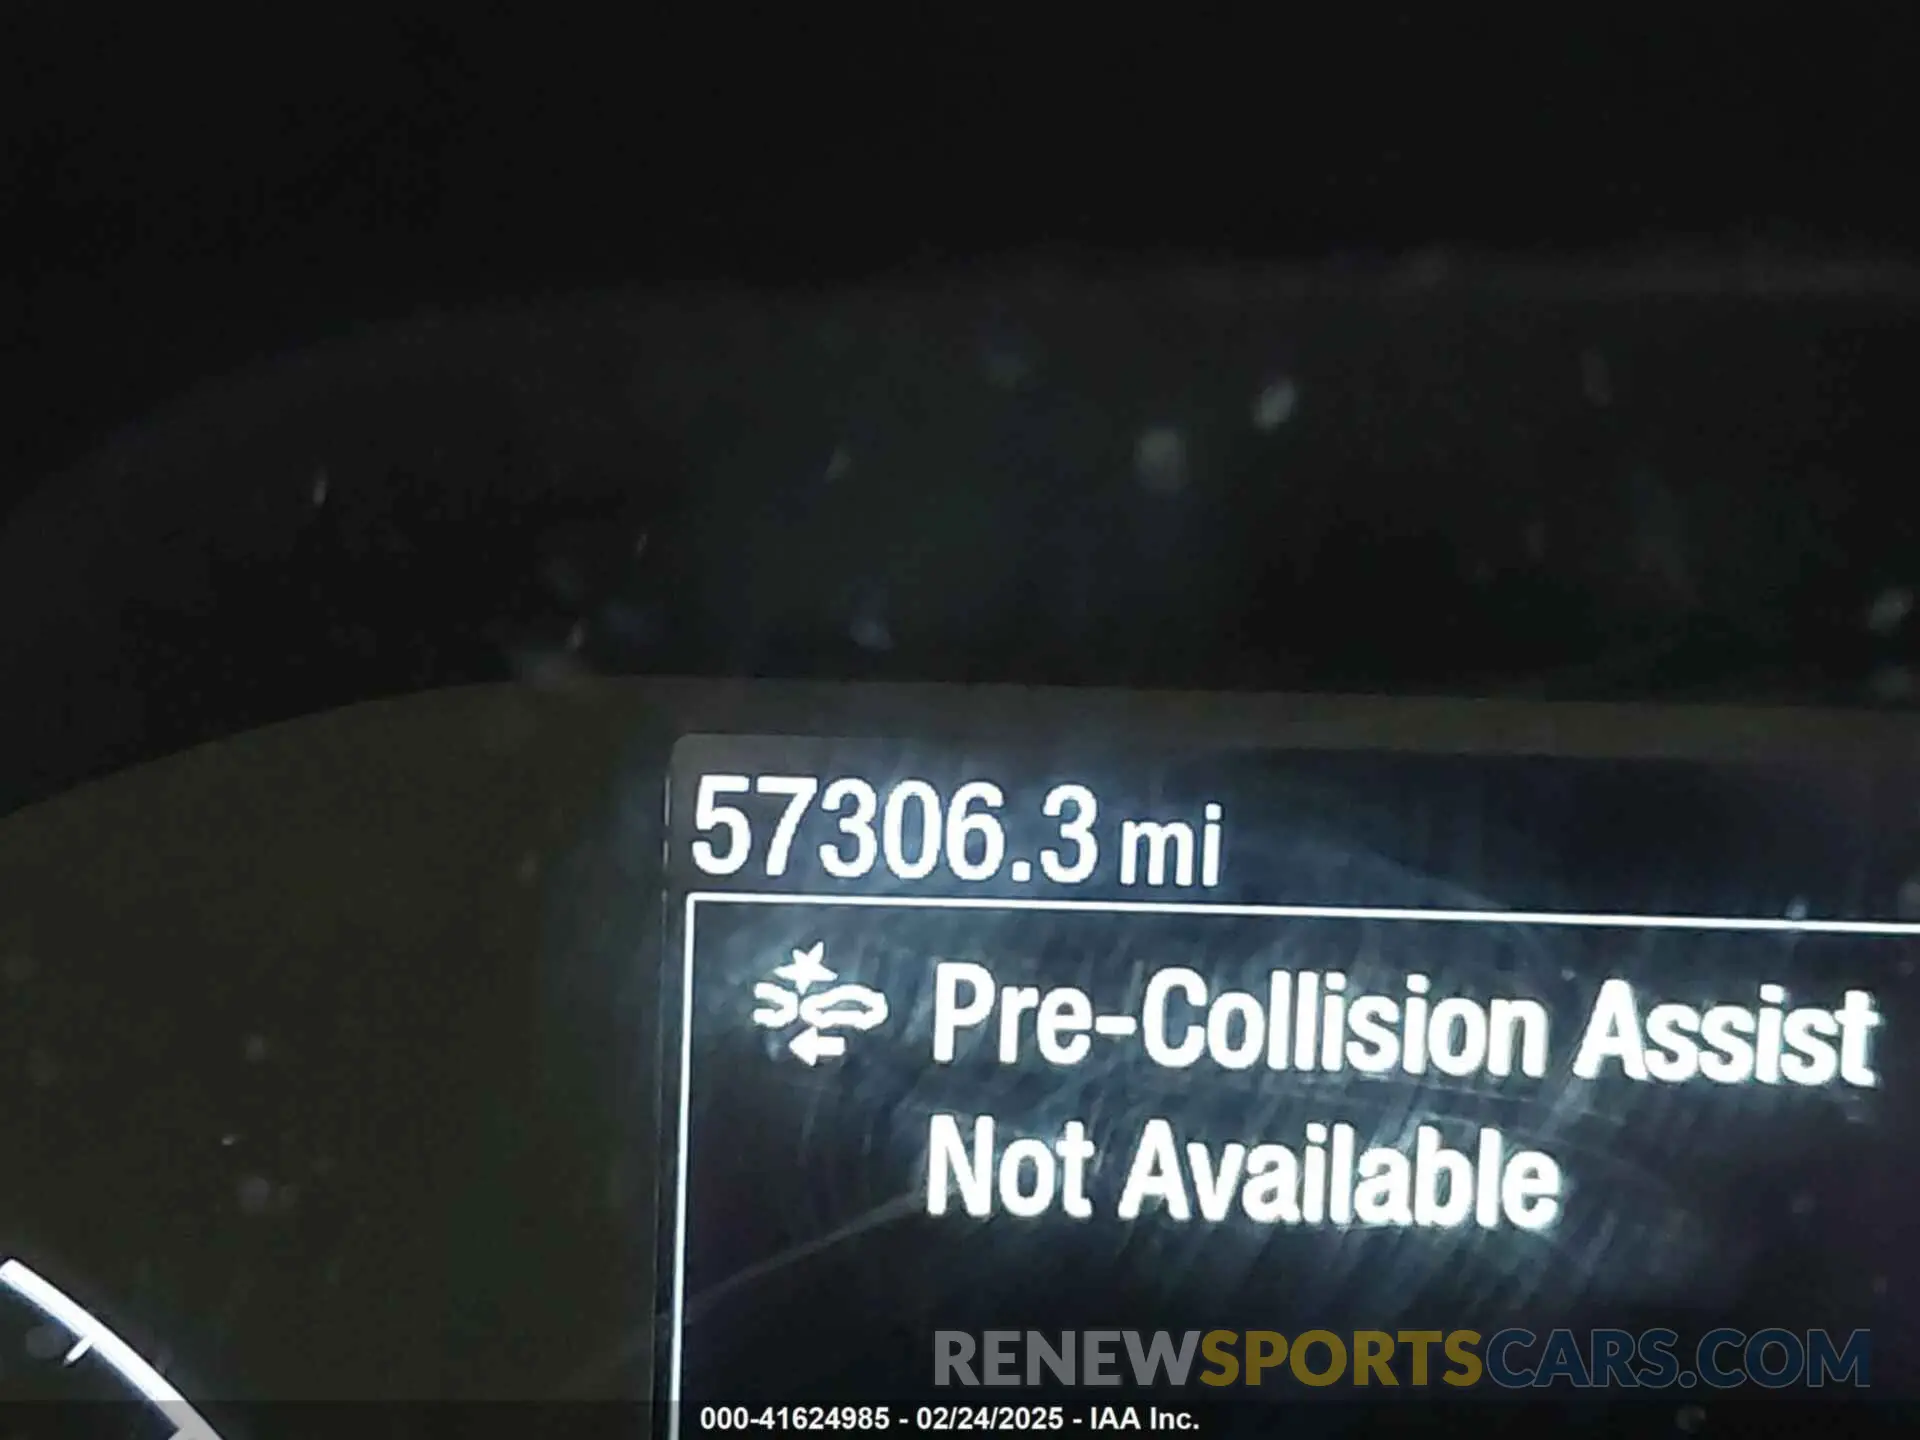 57306.3 mi
Pre-Collision Assist
Not Available
RENEWSPORTSCARS.COM
000-41624985 - 02/24/2025 - IAA Inc.